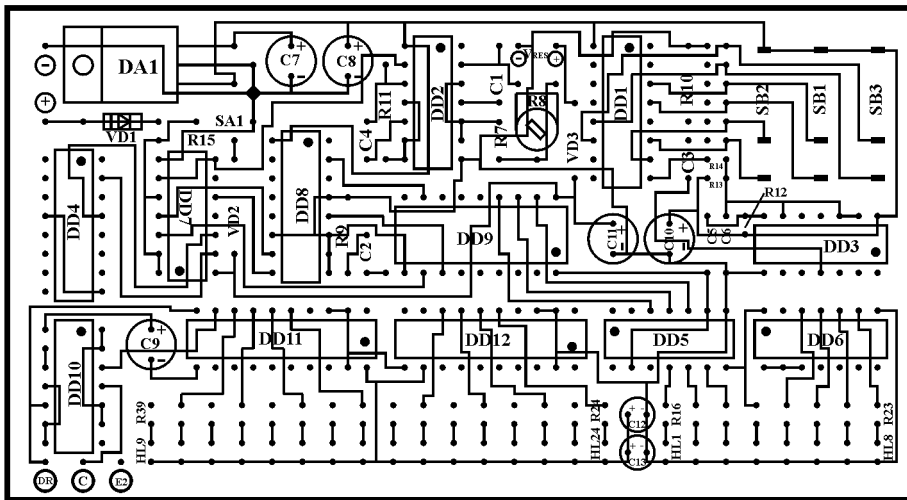 DA1
C7
C8
+
-
+
-
-
+
VD1
SA1
R15
R11
DD2
C1
VRES
-
+
R8
R7
C4
VD3
DD1
R10
C3
R14
R13
R12
SB2
SB1
SB3
DD4
DD7
VD2
DD8
R9
C2
DD9
C11
+
-
C10
+
-
C5
C6
DD3
DD10
C9
+
-
DD11
DD12
DD5
DD6
R39
HL9
R24
HL24
C12
+ -
C13
+ -
R16
HL1
R23
HL8
DR
C
E2